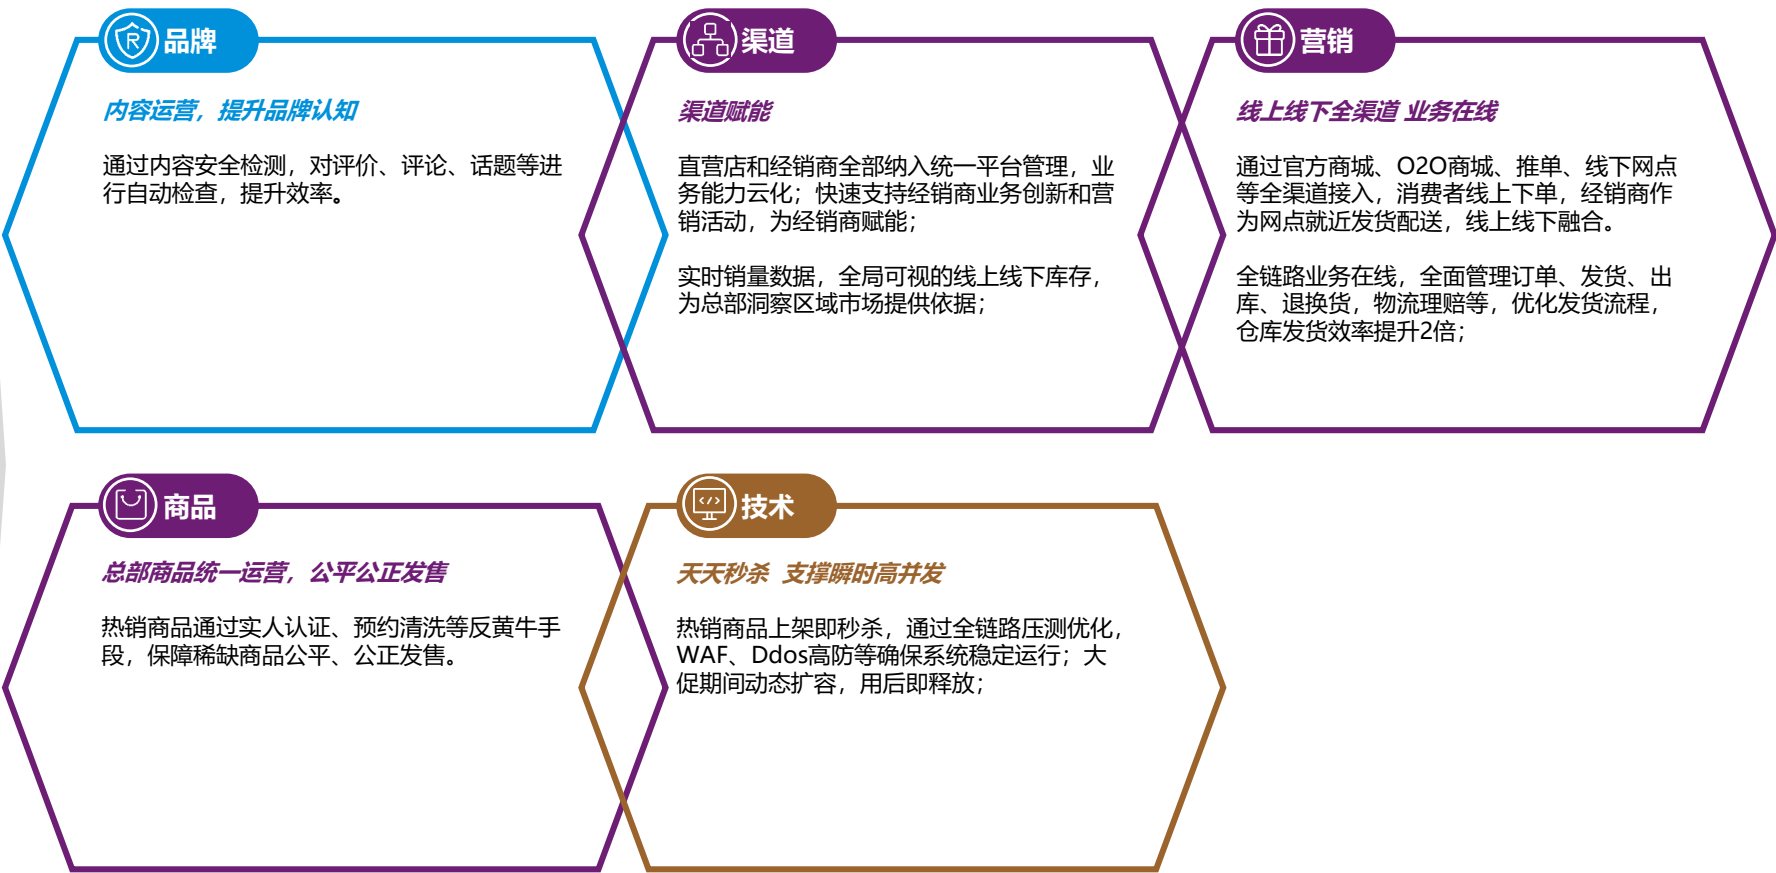 品牌
内容运营，提升品牌认知
通过内容安全检测，对评价、评论、话题等进
行自动检查，提升效率。
渠道
渠道赋能
直营店和经销商全部纳入统一平台管理，业
务能力云化；快速支持经销商业务创新和营
销活动，为经销商赋能；
实时销量数据，全局可视的线上线下库存，
为总部洞察区域市场提供依据；
营销
线上线下全渠道 业务在线
通过官方商城、O2O商城、推单、线下网点
等全渠道接入，消费者线上下单，经销商作
为网点就近发货配送，线上线下融合。
全链路业务在线，全面管理订单、发货、出
库、退换货，物流理赔等，优化发货流程，
仓库发货效率提升2倍；
商品
总部商品统一运营，公平公正发售
热销商品通过实人认证、预约清洗等反黄牛手
段，保障稀缺商品公平、公正发售。
技术
天天秒杀 支撑瞬时高并发
热销商品上架即秒杀，通过全链路压测优化，
WAF、Ddos高防等确保系统稳定运行；大
促期间动态扩容，用后即释放；